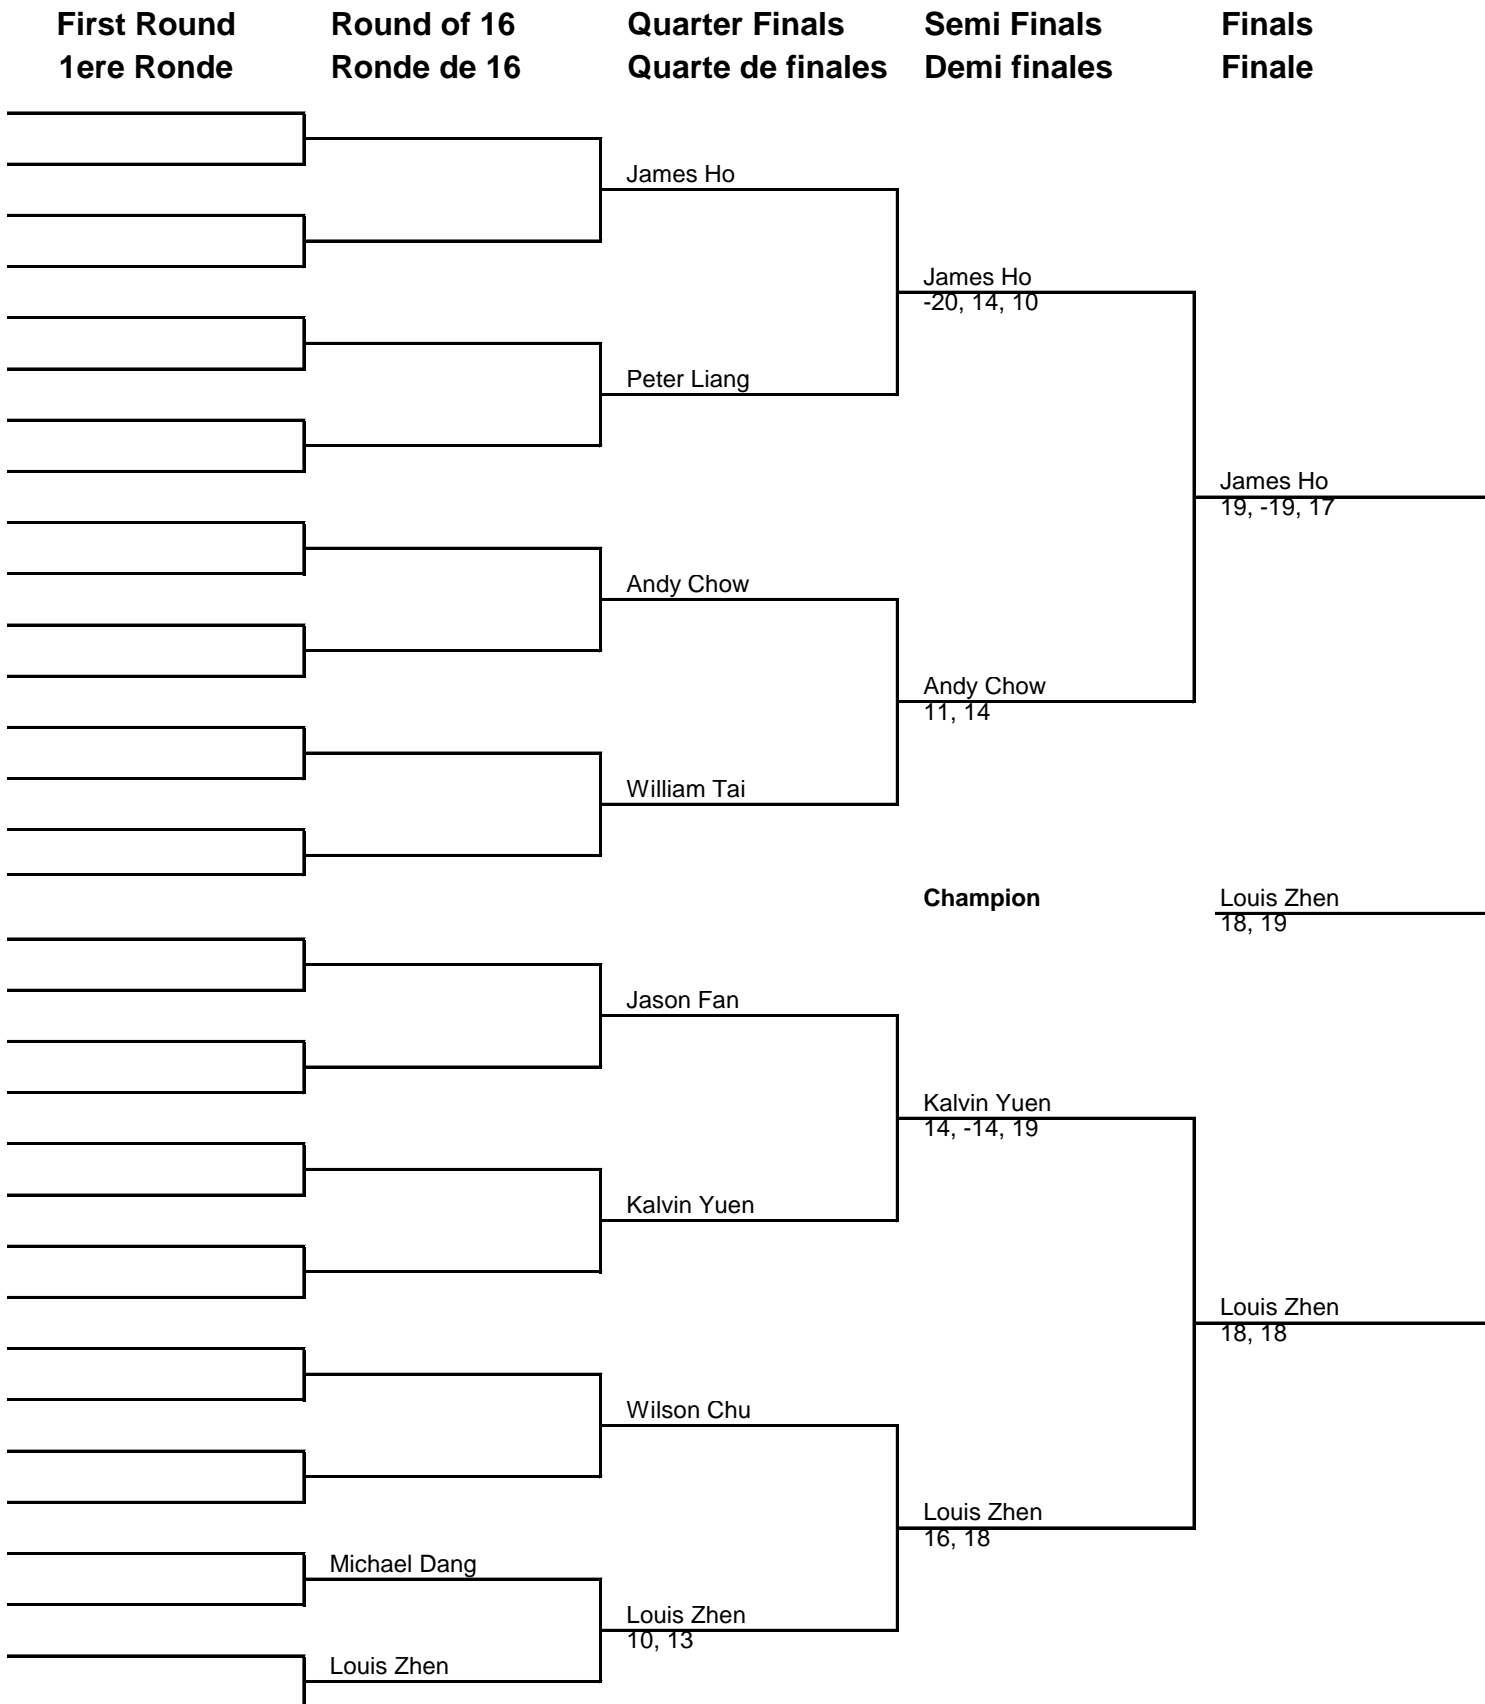 First Round
Round of 16
Quarter Finals
Semi Finals
Finals
1ere Ronde
Ronde de 16
Quarte de finales
Demi finales
Finale
James Ho
James Ho
-20, 14, 10
Peter Liang
James Ho
19, -19, 17
Andy Chow
Andy Chow
11, 14
William Tai
Champion
Louis Zhen
18, 19
Jason Fan
Kalvin Yuen
14, -14, 19
Kalvin Yuen
Louis Zhen
18, 18
Wilson Chu
Louis Zhen
16, 18
Michael Dang
Louis Zhen
10, 13
Louis Zhen